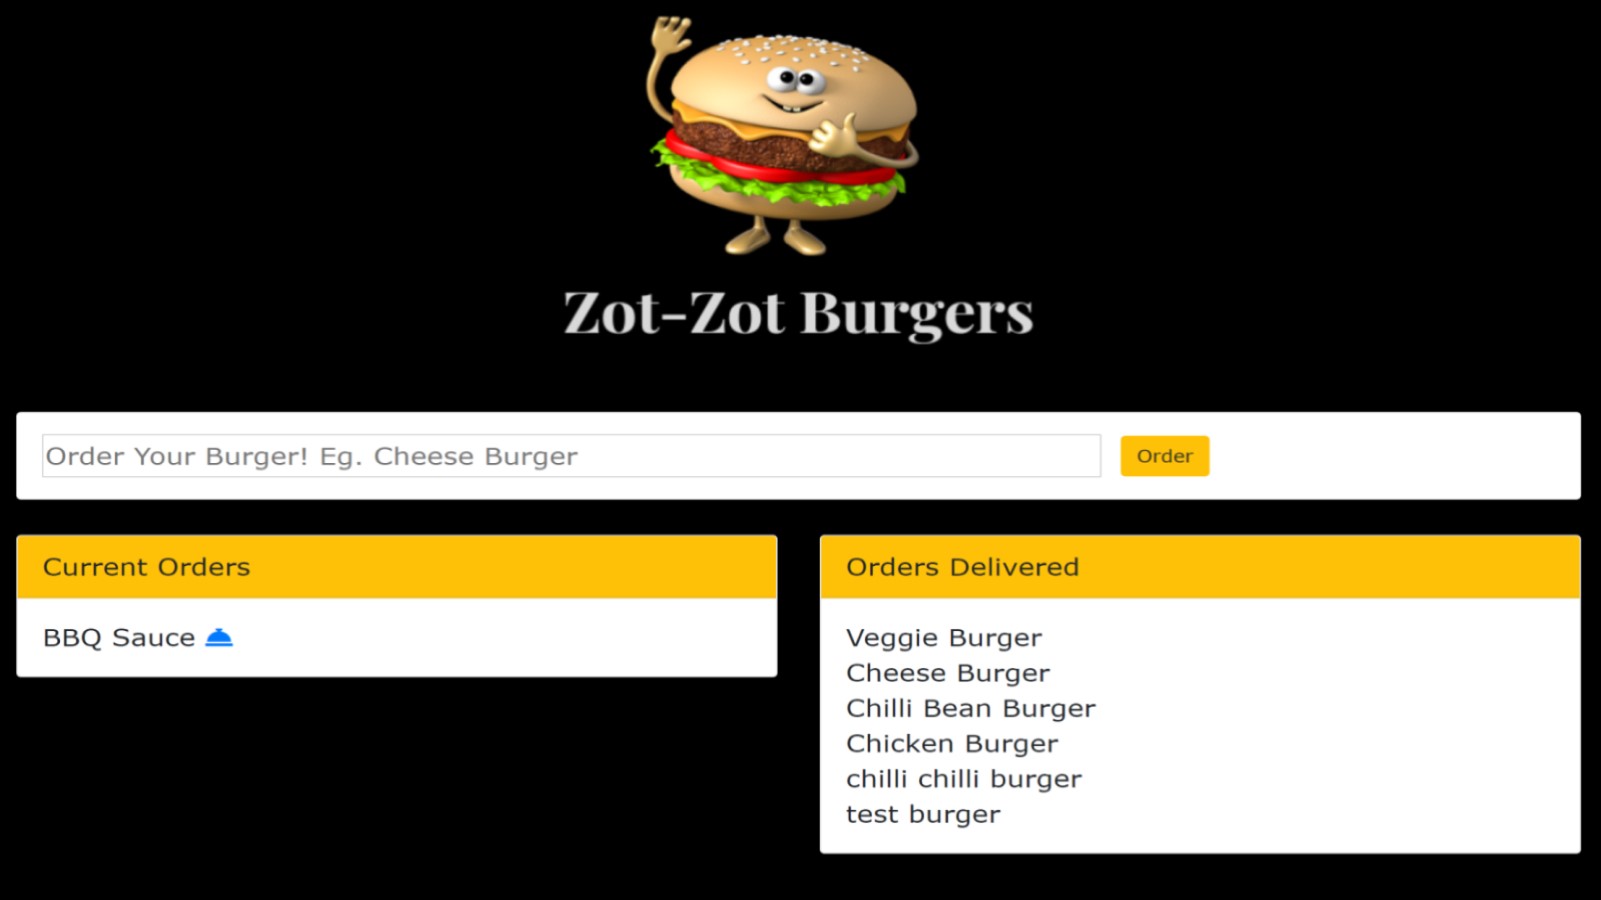 Zot-Zot Burgers
Order Your Burger! Eg. Cheese Burger
Order
Current Orders
BBQ Sauce
Orders Delivered
Veggie Burger
Cheese Burger
Chilli Bean Burger
Chicken Burger
chilli chilli burger
test burger